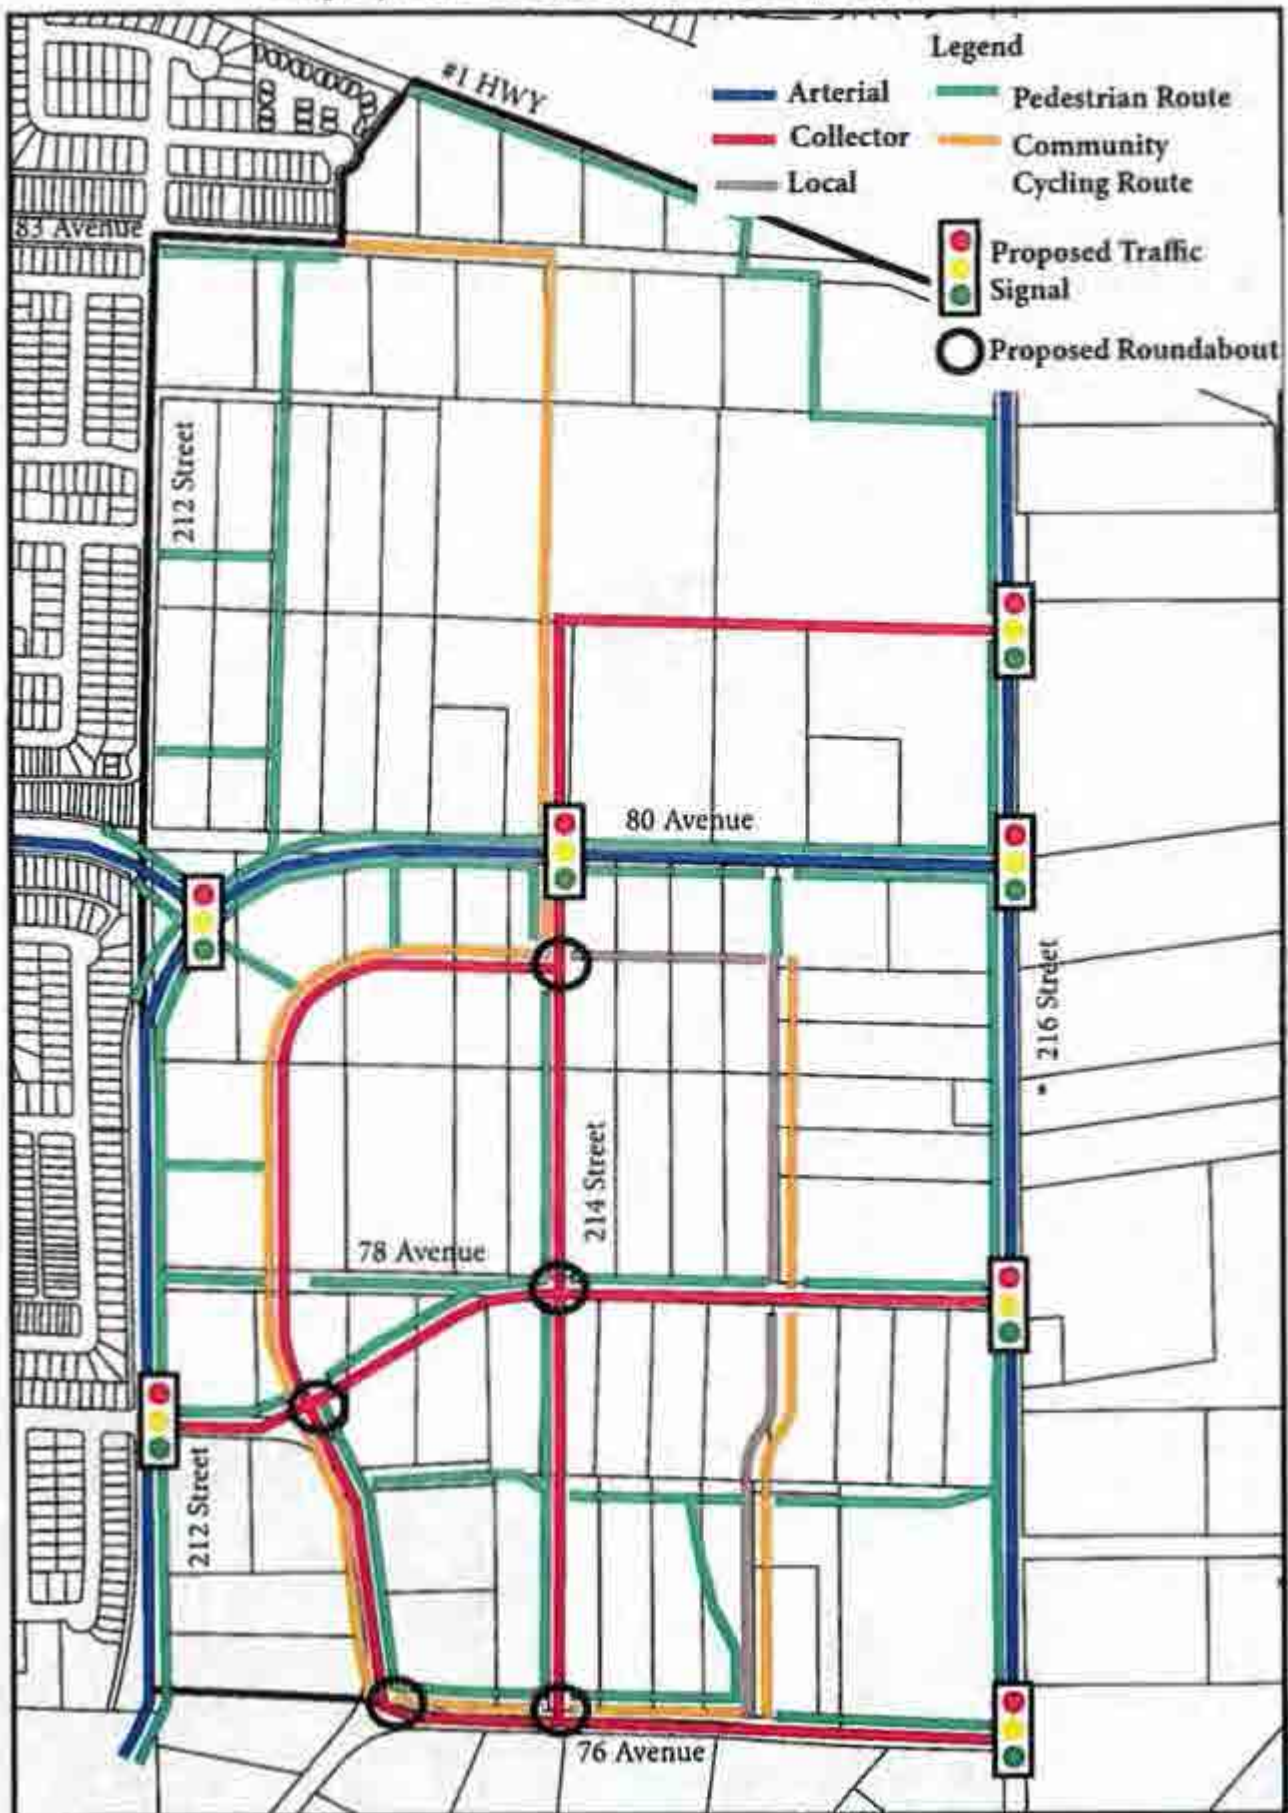 #1 HWY
Legend
Arterial
Collector
Local
Pedestrian Route
Community
Cycling Route
Proposed Traffic
Signal
Proposed Roundabout
83 Avenue
212 Street
80 Avenue
216 Street
214 Street
78 Avenue
212 Street
76 Avenue